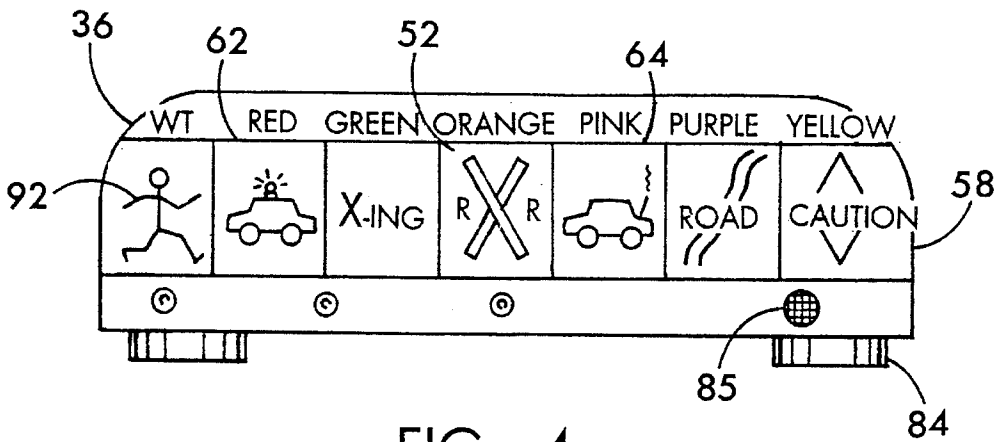 36 62 52 64
WT RED GREEN ORANGE PINK PURPLE YELLOW
92 X-ING R R ROAD CAUTION 58
85 84
FIG. 4